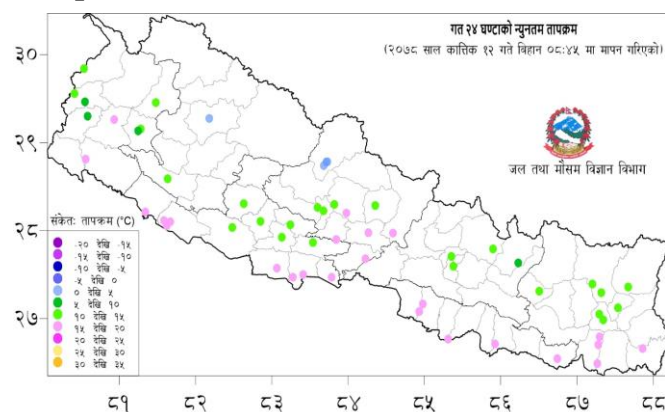 गत २४ घण्टाको न्युनतम तापक्रम
(२०७८ साल कात्तिक १२ गते बिहान ०८:४५ मा मापन गरिएको)
जल तथा मौसम विज्ञान विभाग
३०
२९
२८
२७
संकेतः तापक्रम (°C)
-२० देखि -१५
-१५ देखि -१०
-१० देखि -५
-५ देखि ०
० देखि ५
५ देखि १०
१० देखि १५
१५ देखि २०
२० देखि २५
२५ देखि ३०
३० देखि ३५
८१ ८२ ८३ ८४ ८५ ८६ ८७ ८८